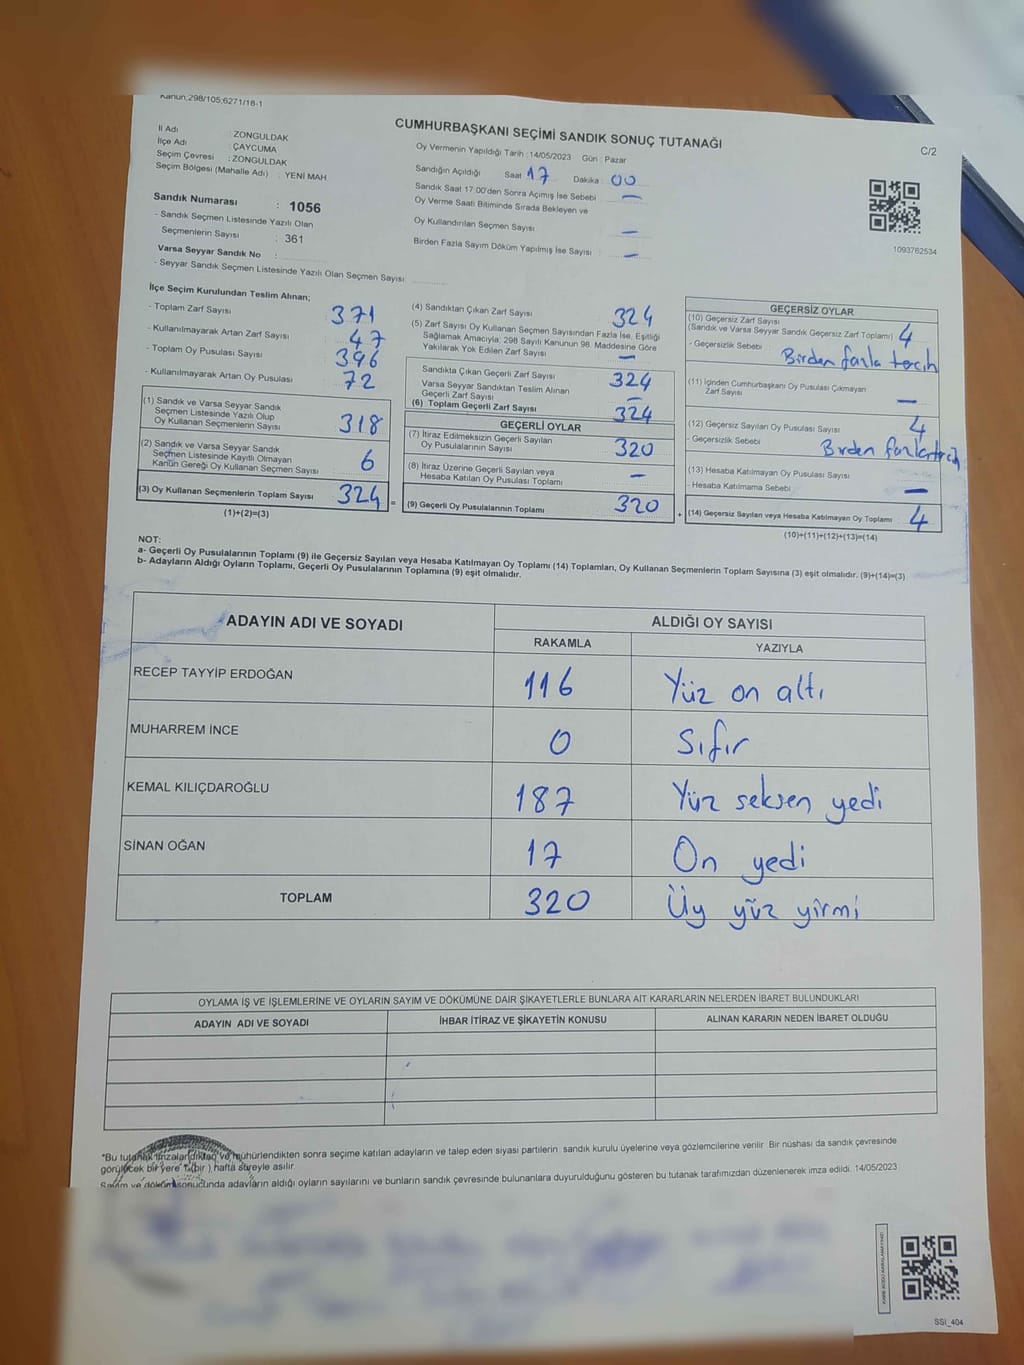 Kanun;298/105;6271/18-1
CUMHURBAŞKANI SEÇİMİ SANDIK SONUÇ TUTANAĞI
C/2
İl Adı : ZONGULDAK
İlçe Adı : ÇAYCUMA
Seçim Çevresi : ZONGULDAK
Seçim Bölgesi (Mahalle Adı) : YENİ MAH
Oy Vermenin Yapıldığı Tarih : 14/05/2023 Gün : Pazar
Sandığın Açıldığı Saat 17 Dakika : 00
Sandık Saat 17:00'den Sonra Açımış İse Sebebi —
Oy Verme Saati Bitiminde Sırada Bekleyen ve
Oy Kullandırılan Seçmen Sayısı : —
Birden Fazla Sayım Döküm Yapılmış İse Sayısı : —
1093762534
Sandık Numarası : 1056
- Sandık Seçmen Listesinde Yazılı Olan
Seçmenlerin Sayısı : 361
Varsa Seyyar Sandık No :
- Seyyar Sandık Seçmen Listesinde Yazılı Olan Seçmen Sayısı
İlçe Seçim Kurulundan Teslim Alınan;
- Toplam Zarf Sayısı 371
- Kullanılmayarak Artan Zarf Sayısı : 47
- Toplam Oy Pusulası Sayısı 396
- Kullanılmayarak Artan Oy Pusulası 72
(1) Sandık ve Varsa Seyyar Sandık
Seçmen Listesinde Yazılı Olup
Oy Kullanan Seçmenlerin Sayısı 318
(2) Sandık ve Varsa Seyyar Sandık
Seçmen Listesinde Kayıtlı Olmayan
Kanun Gereği Oy Kullanan Seçmen Sayısı 6
(3) Oy Kullanan Seçmenlerin Toplam Sayısı 324 =
(1)+(2)=(3)
(4) Sandıktan Çıkan Zarf Sayısı 324
(5) Zarf Sayısı Oy Kullanan Seçmen Sayısından Fazla İse, Eşitliği
Sağlamak Amacıyla; 298 Sayılı Kanunun 98. Maddesine Göre
Yakılarak Yok Edilen Zarf Sayısı —
Sandıkta Çıkan Geçerli Zarf Sayısı 324
Varsa Seyyar Sandıktan Teslim Alınan
Geçerli Zarf Sayısı —
(6) Toplam Geçerli Zarf Sayısı 324
GEÇERLİ OYLAR
(7) İtiraz Edilmeksizin Geçerli Sayılan
Oy Pusulalarının Sayısı 320
(8) İtiraz Üzerine Geçerli Sayılan veya
Hesaba Katılan Oy Pusulası Toplamı —
(9) Geçerli Oy Pusulalarının Toplamı 320 +
GEÇERSİZ OYLAR
(10) Geçersiz Zarf Sayısı
(Sandık ve Varsa Seyyar Sandık Geçersiz Zarf Toplamı) 4
- Geçersizlik Sebebi : Birden fazla tercih
(11) İçinden Cumhurbaşkanı Oy Pusulası Çıkmayan
Zarf Sayısı —
(12) Geçersiz Sayılan Oy Pusulası Sayısı 4
- Geçersizlik Sebebi Birden fazla tercih
(13) Hesaba Katılmayan Oy Pusulası Sayısı
- Hesaba Katılmama Sebebi —
(14) Geçersiz Sayılan veya Hesaba Katılmayan Oy Toplamı 4
(10)+(11)+(12)+(13)=(14)
NOT:
a- Geçerli Oy Pusulalarının Toplamı (9) ile Geçersiz Sayılan veya Hesaba Katılmayan Oy Toplamı (14) Toplamları, Oy Kullanan Seçmenlerin Toplam Sayısına (3) eşit olmalıdır. (9)+(14)=(3)
b- Adayların Aldığı Oyların Toplamı, Geçerli Oy Pusulalarının Toplamına (9) eşit olmalıdır.
ADAYIN ADI VE SOYADI ALDIĞI OY SAYISI
RAKAMLA YAZIYLA
RECEP TAYYİP ERDOĞAN 116 Yüz on altı
MUHARREM İNCE 0 Sıfır
KEMAL KILIÇDAROĞLU 187 Yüz seksen yedi
SİNAN OĞAN 17 On yedi
TOPLAM 320 Üy yüz yirmi
OYLAMA İŞ VE İŞLEMLERİNE VE OYLARIN SAYIM VE DÖKÜMÜNE DAİR ŞİKAYETLERLE BUNLARA AİT KARARLARIN NELERDEN İBARET BULUNDUKLARI
ADAYIN ADI VE SOYADI İHBAR İTİRAZ VE ŞİKAYETİN KONUSU ALINAN KARARIN NEDEN İBARET OLDUĞU
*Bu tutanak imzalandıktan ve mühürlendikten sonra seçime katılan adayların ve talep eden siyasi partilerin sandık kurulu üyelerine veya gözlemcilerine verilir. Bir nüshası da sandık çevresinde
görülecek bir yere 1 (bir ) hafta süreyle asılır.
Sayım ve döküm sonucunda adayların aldığı oyların sayılarını ve bunların sandık çevresinde bulunanlara duyurulduğunu gösteren bu tutanak tarafımızdan düzenlenerek imza edildi. 14/05/2023
SSİ_404